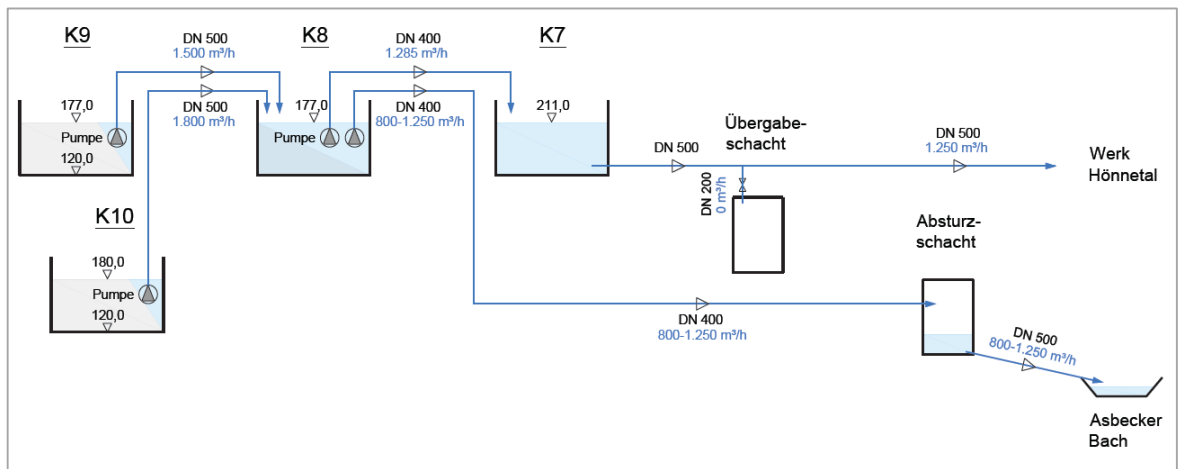 K9
K8
K7
DN 500
1.500 m³/h
DN 500
1.800 m³/h
DN 400
1.285 m³/h
DN 400
800-1.250 m³/h
177,0
Pumpe
120,0
177,0
Pumpe
211,0
Übergabe-
schacht
DN 500
DN 500
1.250 m³/h
Werk
Hönnetal
DN 200
0 m³/h
K10
180,0
Pumpe
120,0
Absturz-
schacht
DN 400
800-1.250 m³/h
DN 500
800-1.250 m³/h
Asbecker
Bach